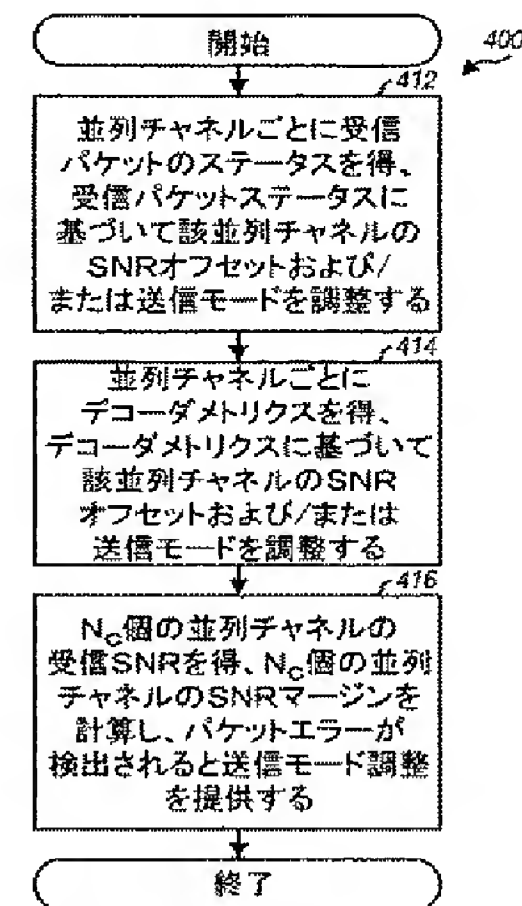 開始
400
412
並列チャネルごとに受信
パケットのステータスを得、
受信パケットステータスに
基づいて該並列チャネルの
SNRオフセットおよび/
または送信モードを調整する
414
並列チャネルごとに
デコーダメトリクスを得、
デコーダメトリクスに基づいて
該並列チャネルのSNR
オフセットおよび/または
送信モードを調整する
416
NC個の並列チャネルの
受信SNRを得、NC個の並列
チャネルのSNRマージンを
計算し、パケットエラーが
検出されると送信モード調整
を提供する
終了